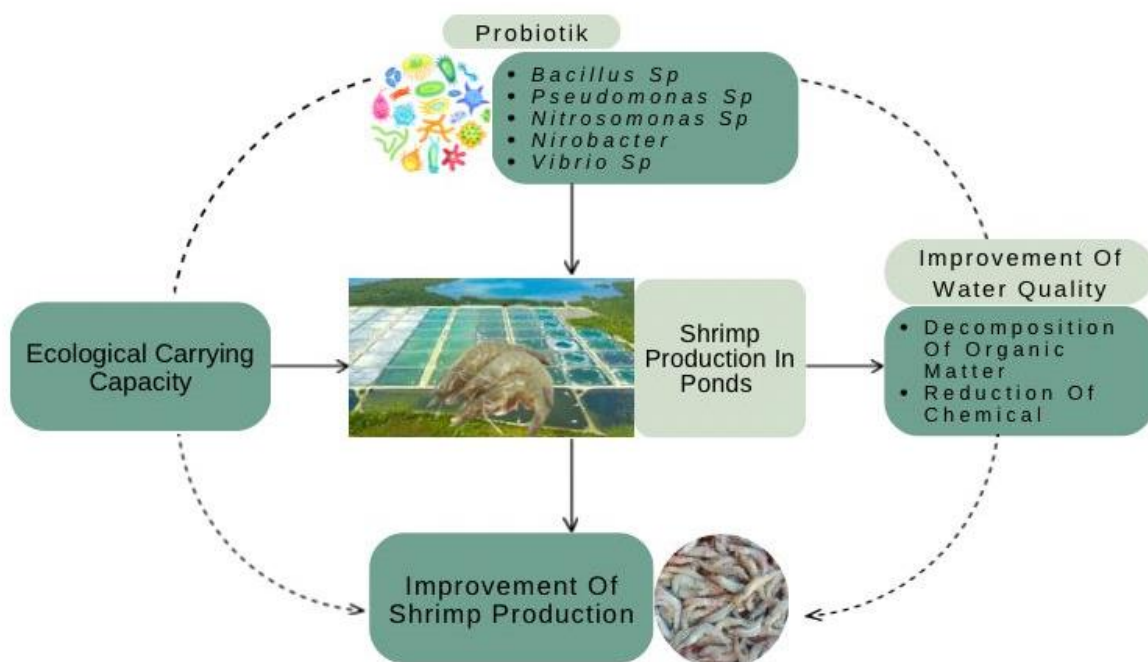 Probiotik
• Bacillus Sp
• Pseudomonas Sp
• Nitrosomonas Sp
• Nirobacter
• Vibrio Sp
Improvement Of
Water Quality
• Decomposition
Of Organic
Matter
• Reduction Of
Chemical
Ecological Carrying
Capacity
Shrimp
Production In
Ponds
Improvement Of
Shrimp Production